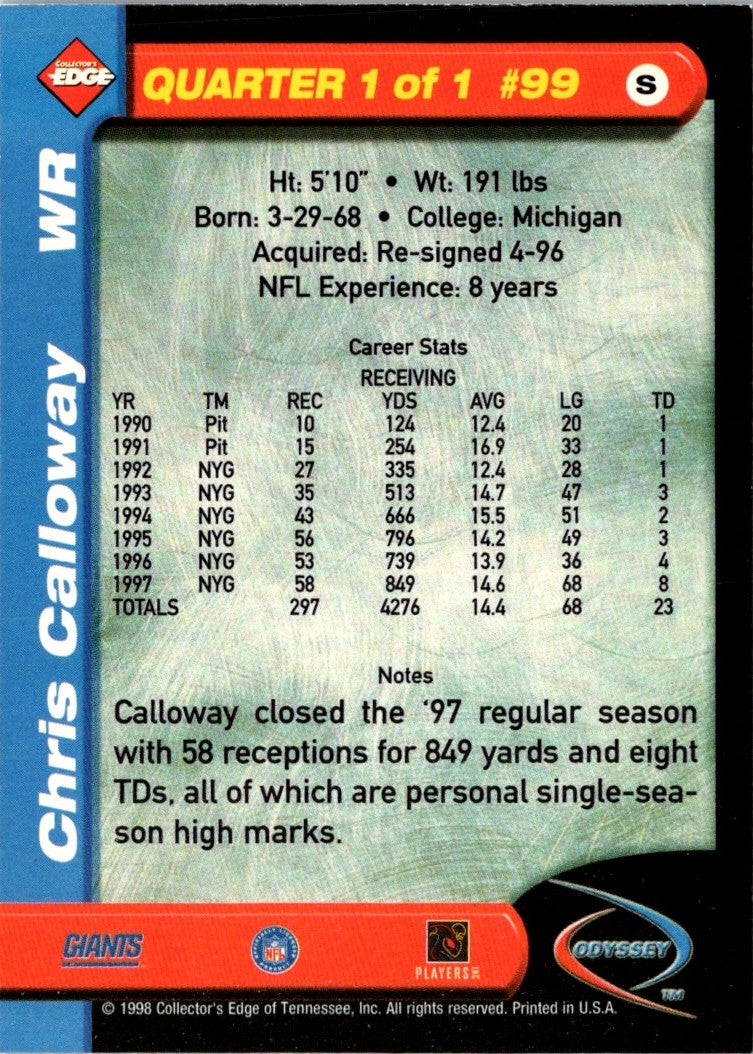 COLLECTOR'S
EDGE
QUARTER 1 of 1 #99 S
Chris Calloway WR
Ht: 5'10" • Wt: 191 lbs
Born: 3-29-68 • College: Michigan
Acquired: Re-signed 4-96
NFL Experience: 8 years
Career Stats
RECEIVING
YR TM REC YDS AVG LG TD
1990 Pit 10 124 12.4 20 1
1991 Pit 15 254 16.9 33 1
1992 NYG 27 335 12.4 28 1
1993 NYG 35 513 14.7 47 3
1994 NYG 43 666 15.5 51 2
1995 NYG 56 796 14.2 49 3
1996 NYG 53 739 13.9 36 4
1997 NYG 58 849 14.6 68 8
TOTALS 297 4276 14.4 68 23
Notes
Calloway closed the '97 regular season
with 58 receptions for 849 yards and eight
TDs, all of which are personal single-sea-
son high marks.
GIANTS
NFL
PLAYERS INC
ODYSSEY
TM
© 1998 Collector's Edge of Tennessee, Inc. All rights reserved. Printed in U.S.A.